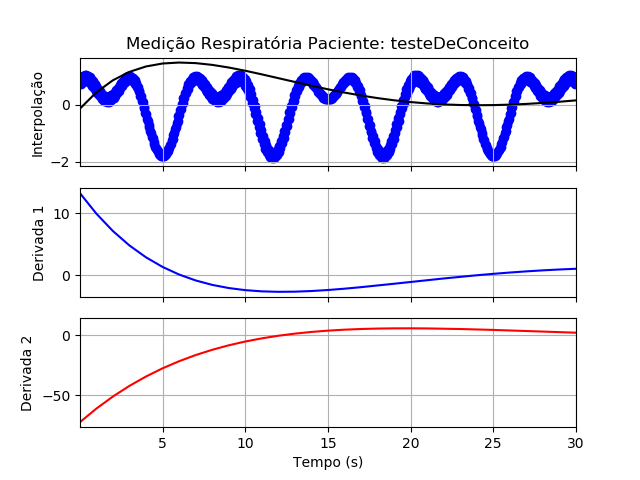 Medição Respiratória Paciente: testeDeConceito
Interpolação
0
−2
Derivada 1
10
0
Derivada 2
0
−50
5 10 15 20 25 30
Tempo (s)